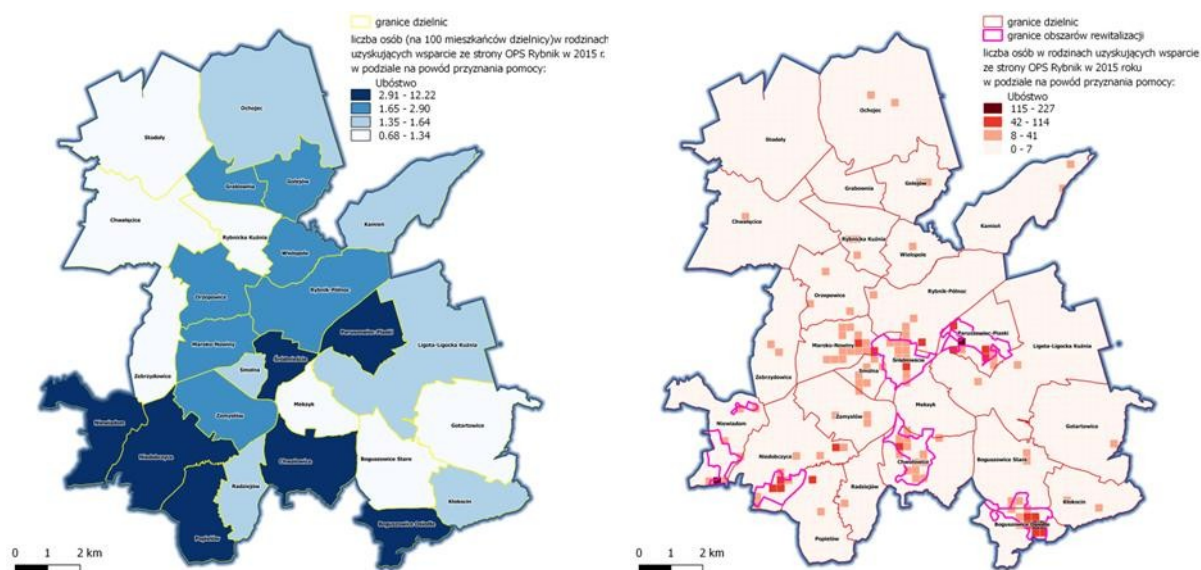 granice dzielnic
liczba osób (na 100 mieszkańców dzielnicy)w rodzinach
uzyskujących wsparcie ze strony OPS Rybnik w 2015 r.
w podziale na powód przyznania pomocy:
Ubóstwo
2.91 - 12.22
1.65 - 2.90
1.35 - 1.64
0.68 - 1.34
Ochojec
Stodoły
Grabownia
Golejów
Chwałęcice
Rybnicka Kuźnia
Kamień
Wielopole
Orzepowice
Rybnik-Północ
Paruszowiec-Piaski
Maroko-Nowiny
Śródmieście
Ligota-Ligocka Kuźnia
Smolna
Zebrzydowice
Meksyk
Zamysłów
Gotartowice
Niewiadom
Niedobczyce
Chwałowice
Boguszowice Stare
Radziejów
Kłokocin
Popielów
Boguszowice Osiedle
0 1 2 km
granice dzielnic
granice obszarów rewitalizacji
liczba osób w rodzinach uzyskujących wsparcie
ze strony OPS Rybnik w 2015 roku
w podziale na powód przyznania pomocy:
Ubóstwo
115 - 227
42 - 114
8 - 41
0 - 7
Ochojec
Stodoły
Grabownia
Golejów
Kamień
Chwałęcice
Rybnicka Kuźnia
Wielopole
Orzepowice
Rybnik-Północ
Paruszowiec-Piaski
Maroko-Nowiny
Ligota-Ligocka Kuźnia
Śródmieście
Smolna
Zebrzydowice
Meksyk
Zamysłów
Niewiadom
Gotartowice
Niedobczyce
Chwałowice
Boguszowice Stare
Radziejów
Kłokocin
Popielów
Boguszowice Osiedle
0 1 2 km